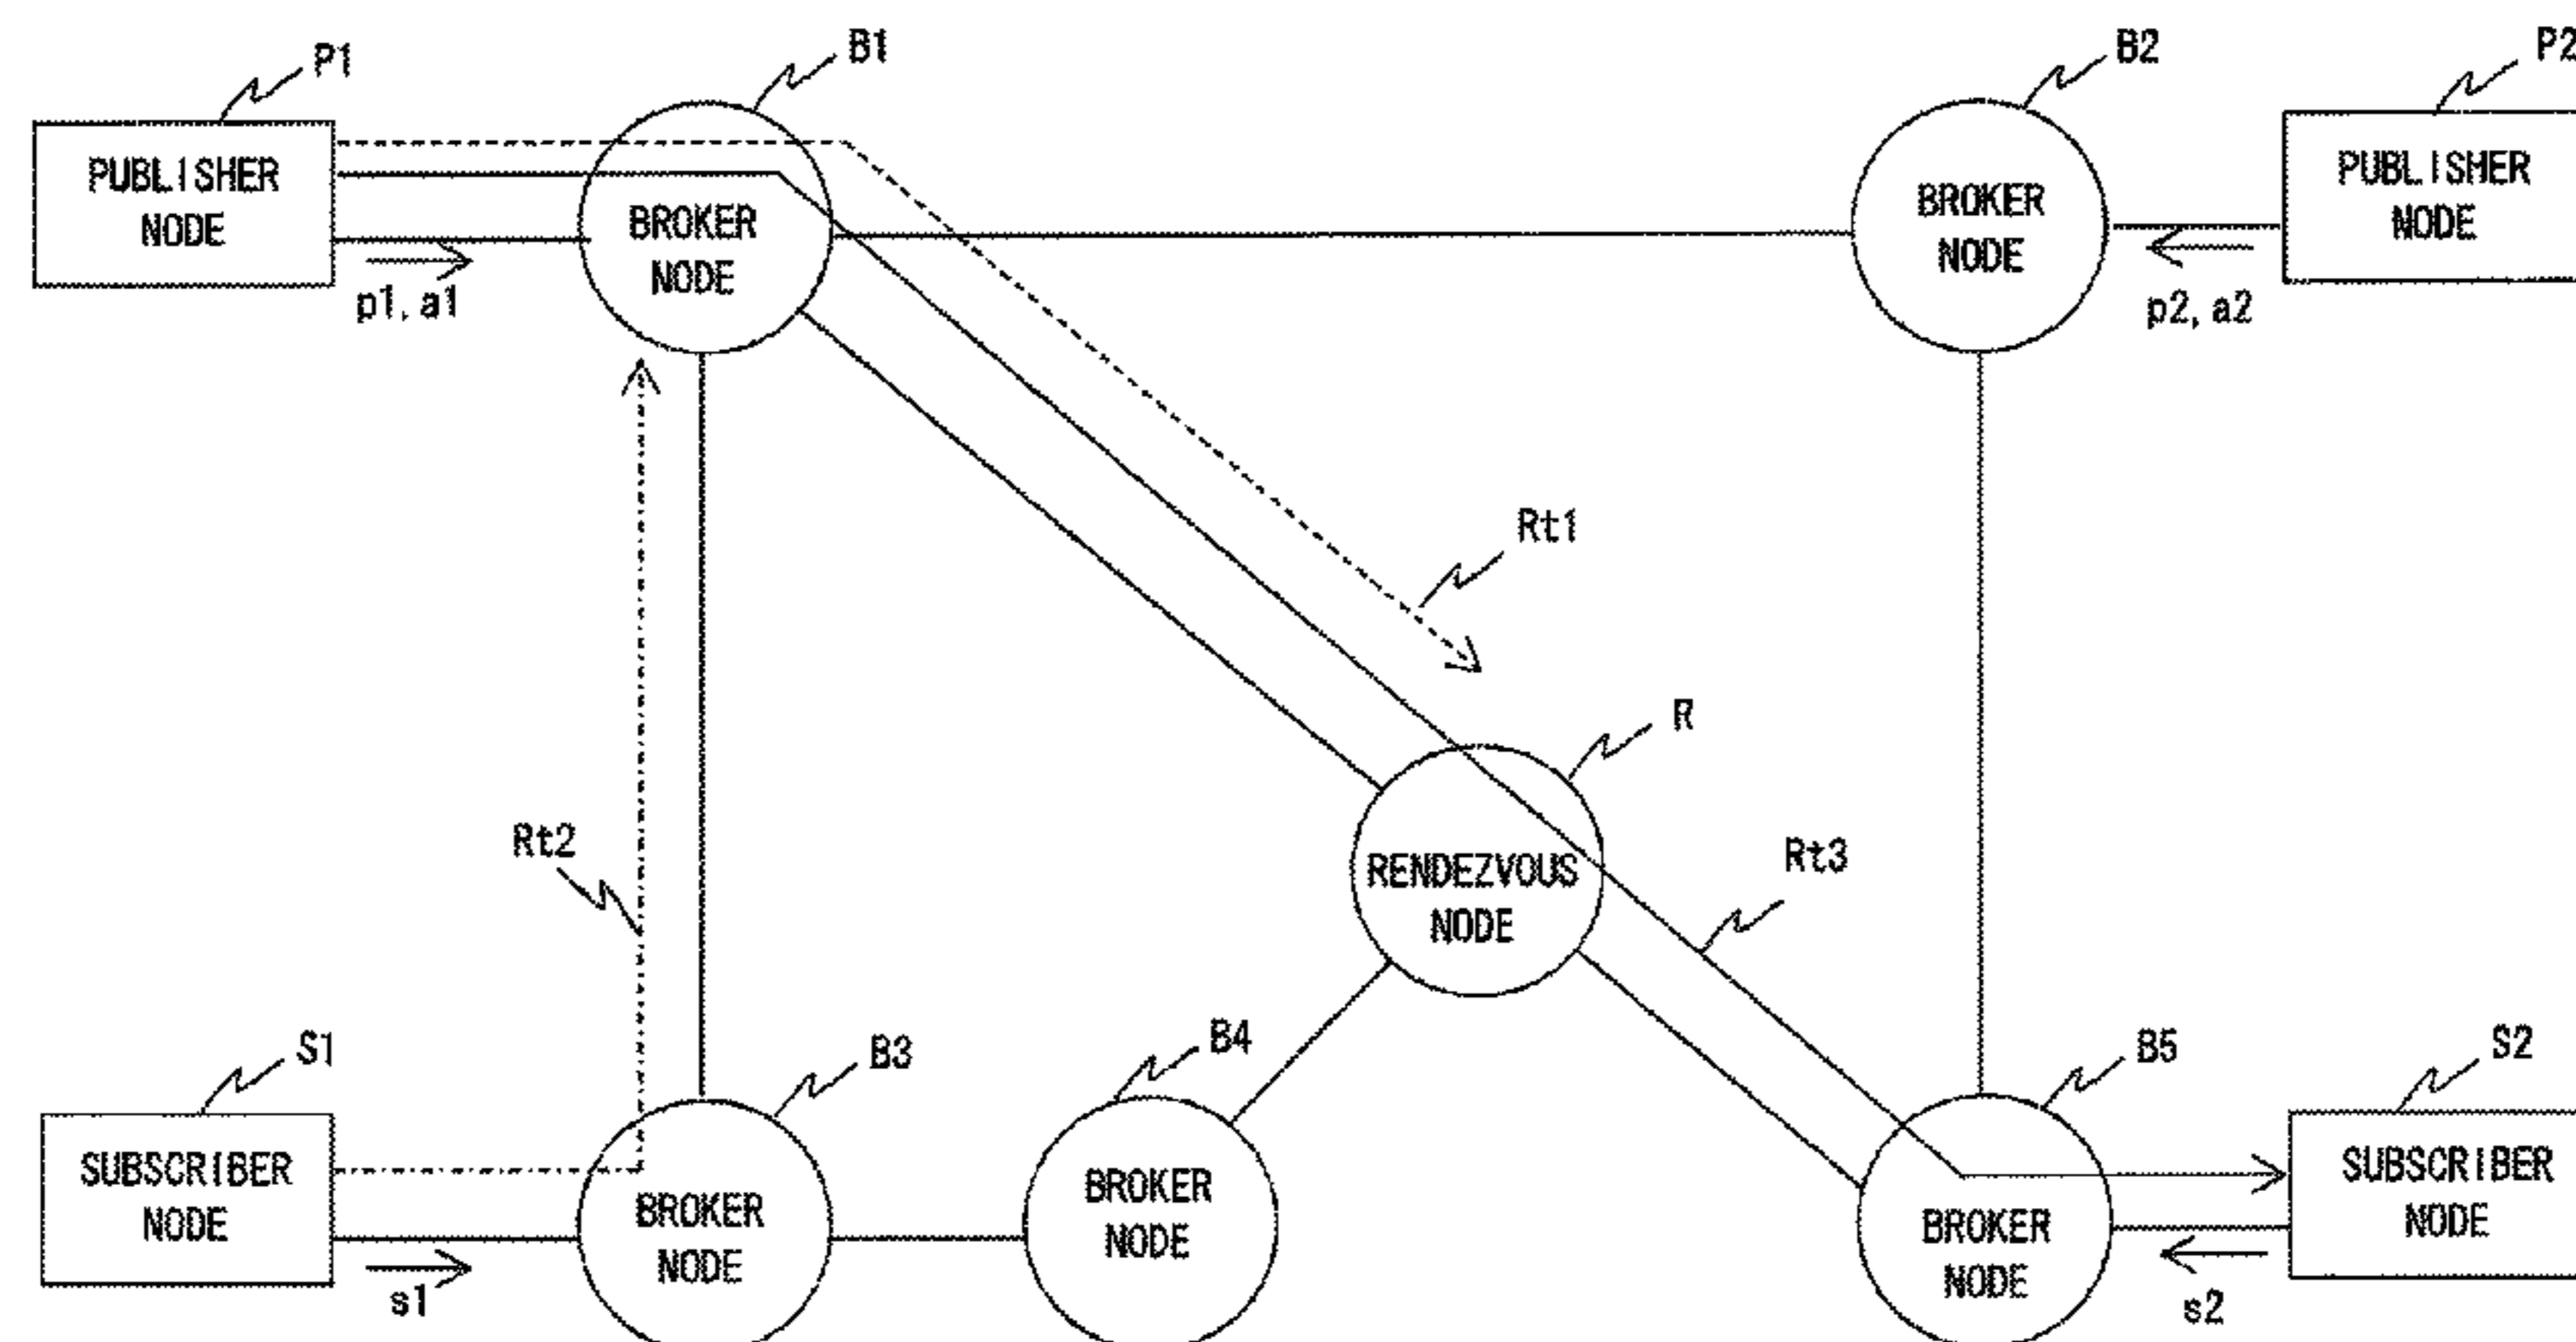 P1
B1
B2
P2
PUBLISHER
NODE
BROKER
NODE
BROKER
NODE
PUBLISHER
NODE
p1, a1
p2, a2
Rt1
R
Rt2
RENDEZVOUS
NODE
Rt3
S1
B3
B4
B5
S2
SUBSCRIBER
NODE
BROKER
NODE
BROKER
NODE
BROKER
NODE
SUBSCRIBER
NODE
s1
s2